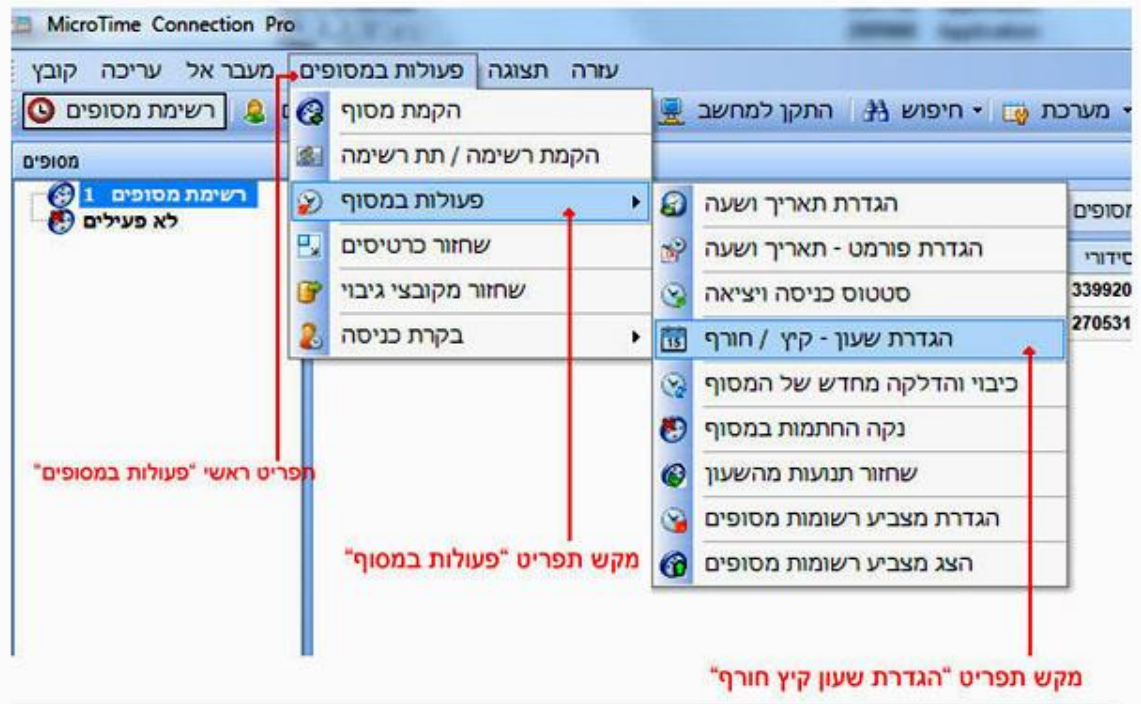 MicroTime Connection Pro
קובץ עריכה מעבר אל פעולות במסופים תצוגה עזרה
רשימת מסופים
התקן למחשב חיפוש מערכת
מסופים
רשימת מסופים 1
לא פעילים
הקמת מסוף
הקמת רשימה / תת רשימה
פעולות במסוף
שחזור כרטיסים
שחזור מקובצי גיבוי
בקרת כניסה
הגדרת תאריך ושעה
הגדרת פורמט - תאריך ושעה
סטטוס כניסה ויציאה
הגדרת שעון - קיץ / חורף
כיבוי והדלקה מחדש של המסוף
נקה החתמות במסוף
שחזור תנועות מהשעון
הגדרת מצביע רשומות מסופים
הצג מצביע רשומות מסופים
סידורי
339920
270531
תפריט ראשי "פעולות במסופים"
מקש תפריט "פעולות במסוף"
מקש תפריט "הגדרת שעון קיץ חורף"